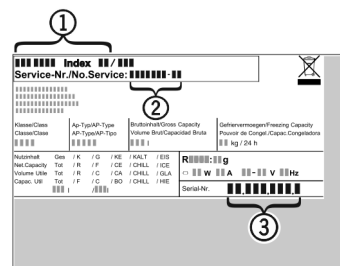 1
Index /
Service-Nr./No.Service: -
2
Klasse/Class
Classe/Classe
Ap-Typ/AP-Type
AP-Type/AP-Tipo
Bruttoinhalt/Gross Capacity
Volume Brut/Capacidad Bruta
l
Gefriervermoegen/Freezing Capacity
Pouvoir de Congel./Capac.Congeladora
kg / 24 h
Nutzinhalt Ges / K / G / KE / KALT / EIS
Net.Capacity Tot / R / F / CE / CHILL / ICE
Volume Utile Tot / R / C / CA / CHILL / GLA
Capac. Util Tot / F / C / BO / CHILL / HIE
l / l
R : g
W A - V Hz
Serial-Nr. . . .
3